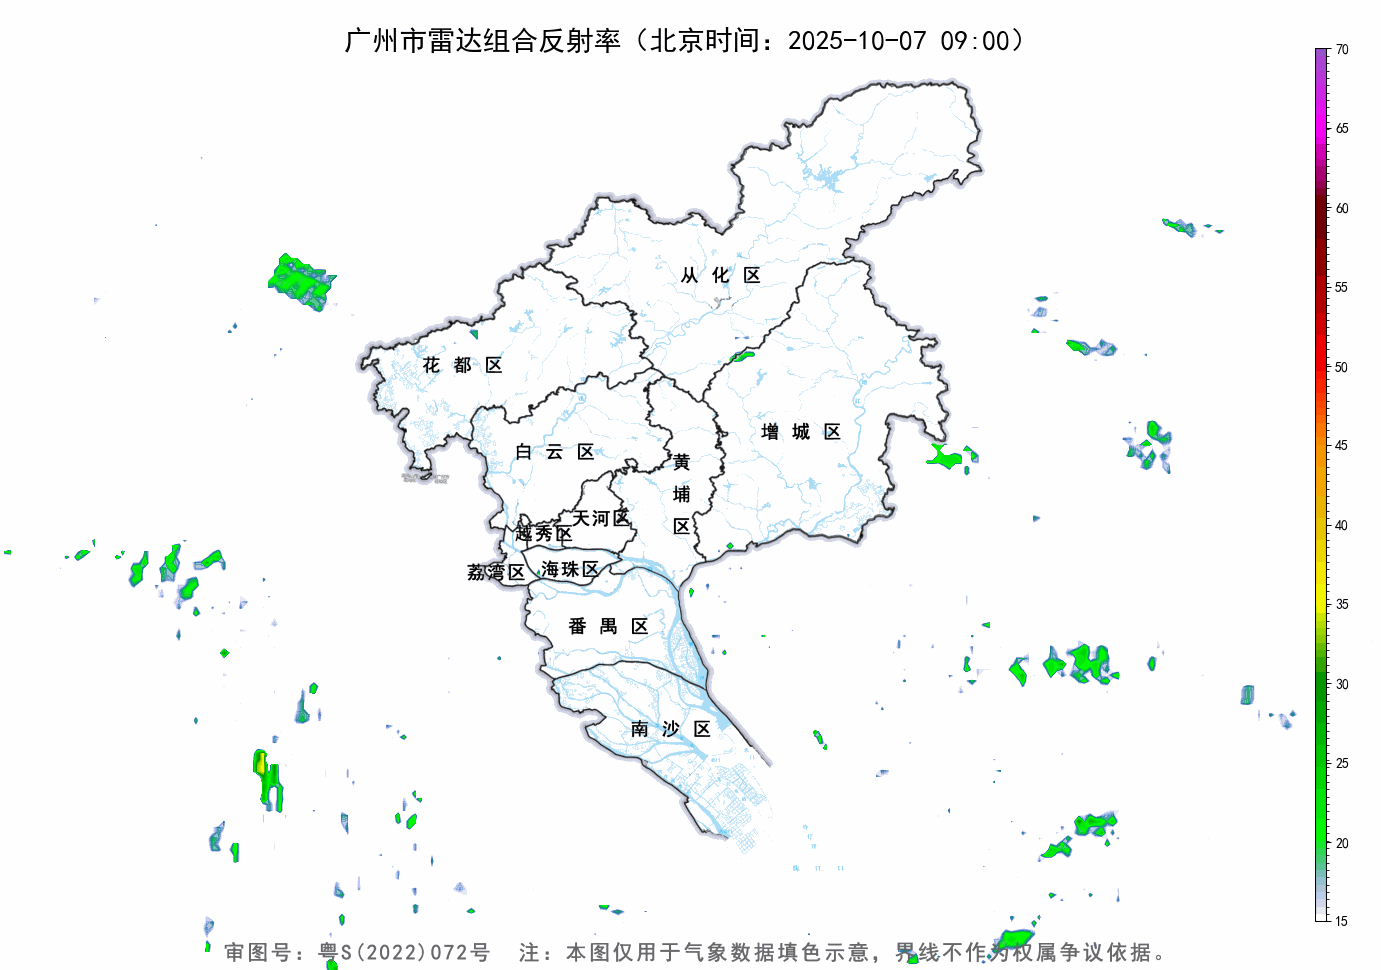 广州市雷达组合反射率（北京时间：2025-10-07 09:00）
70
65
60
55
50
45
40
35
30
25
20
15
从化区
花都区
增城区
白云区
黄埔区
天河区
越秀区
荔湾区
海珠区
番禺区
南沙区
审图号：粤S(2022)072号 注：本图仅用于气象数据填色示意，界线不作为权属争议依据。